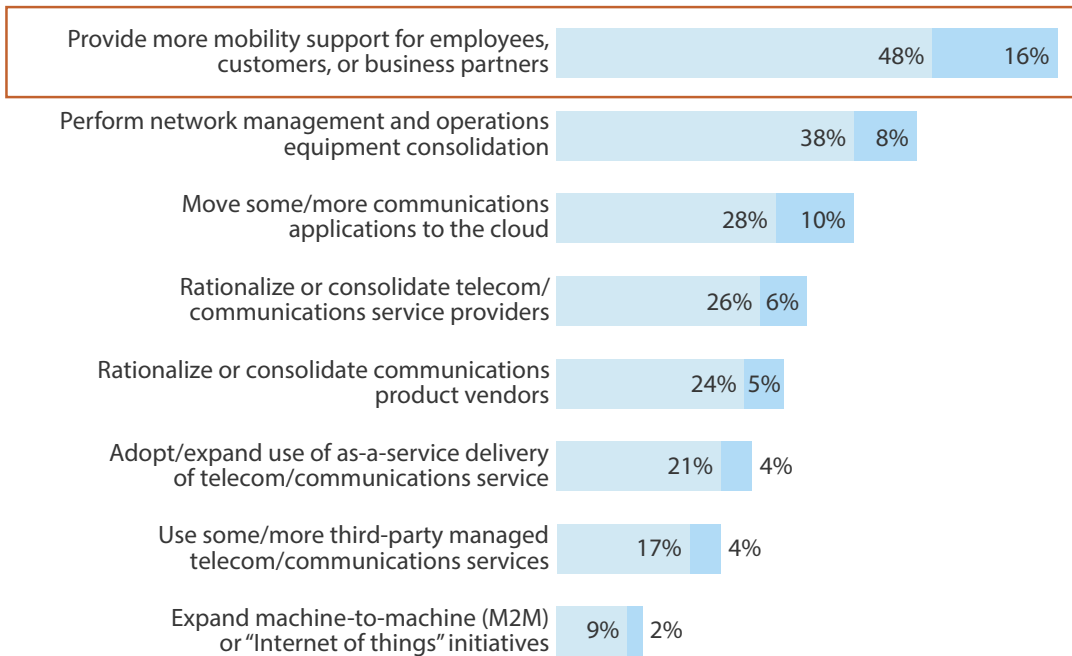 Provide more mobility support for employees,
customers, or business partners
48% 16%
Perform network management and operations
equipment consolidation
38% 8%
Move some/more communications
applications to the cloud
28% 10%
Rationalize or consolidate telecom/
communications service providers
26% 6%
Rationalize or consolidate communications
product vendors
24% 5%
Adopt/expand use of as-a-service delivery
of telecom/communications service
21% 4%
Use some/more third-party managed
telecom/communications services
17% 4%
Expand machine-to-machine (M2M)
or “Internet of things” initiatives
9% 2%